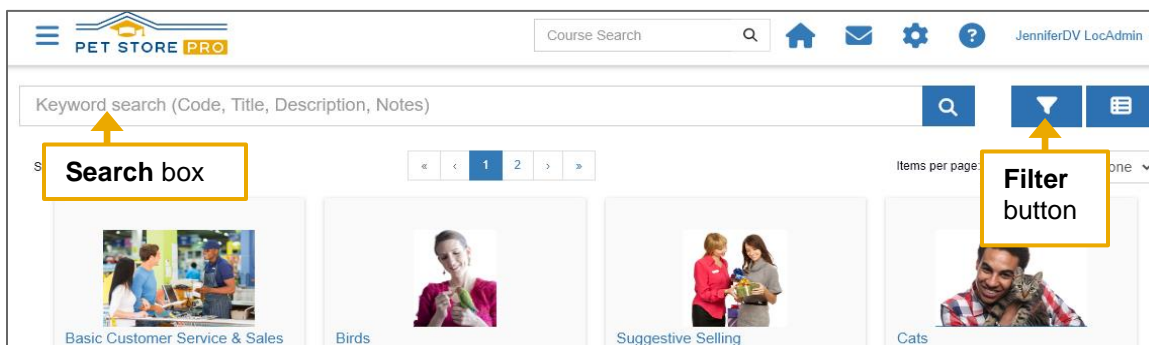 PET STORE PRO
Course Search
JenniferDV LocAdmin
Keyword search (Code, Title, Description, Notes)
Search box
« ‹ 1 2 › »
Items per page:
one
Filter
button
Basic Customer Service & Sales
Birds
Suggestive Selling
Cats